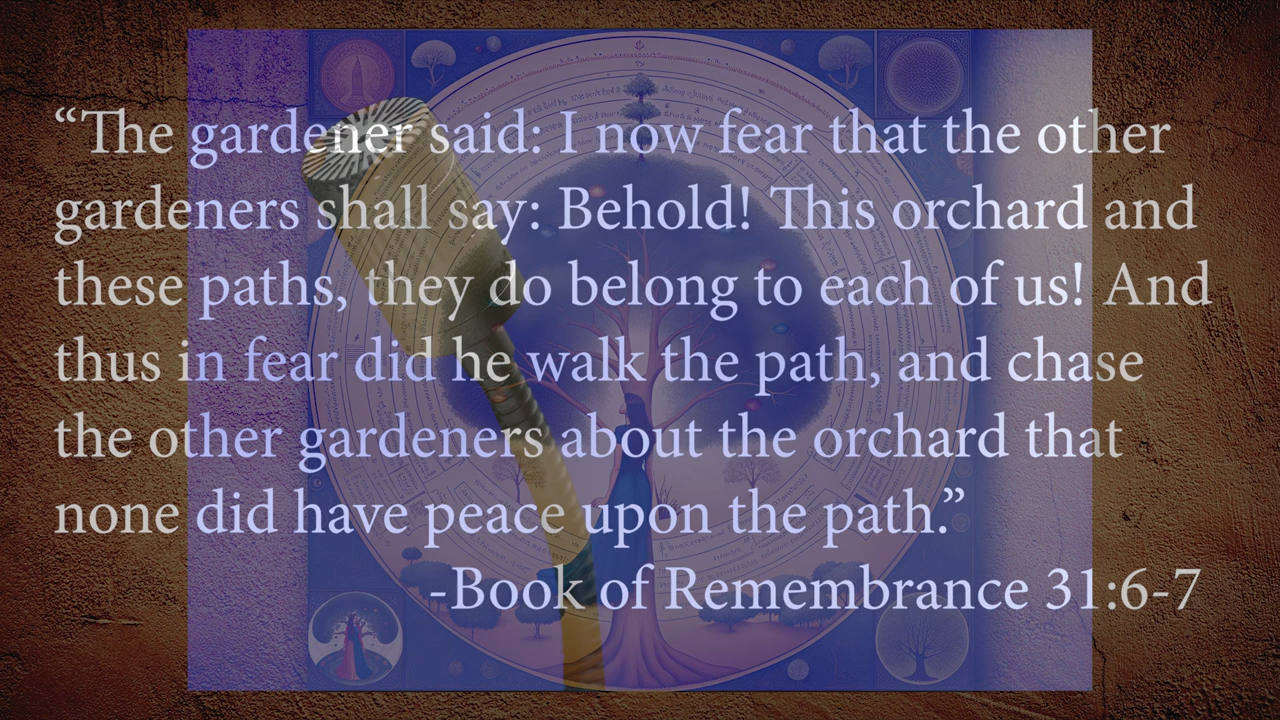 “The gardener said: I now fear that the other
gardeners shall say: Behold! This orchard and
these paths, they do belong to each of us! And
thus in fear did he walk the path, and chase
the other gardeners about the orchard that
none did have peace upon the path.”
-Book of Remembrance 31:6-7